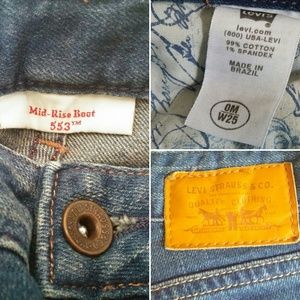 Mid-Rise Boot
553™
LEVI'S
levi.com
(800) USA-LEVI
99% COTTON
1% SPANDEX
MADE IN
BRAZIL
0M
W25
LEVI STRAUSS & CO.
QUALITY CLOTHING